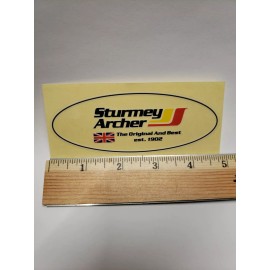 Sturmey
Archer
The Original And Best
est. 1902
1
2
3
4
5